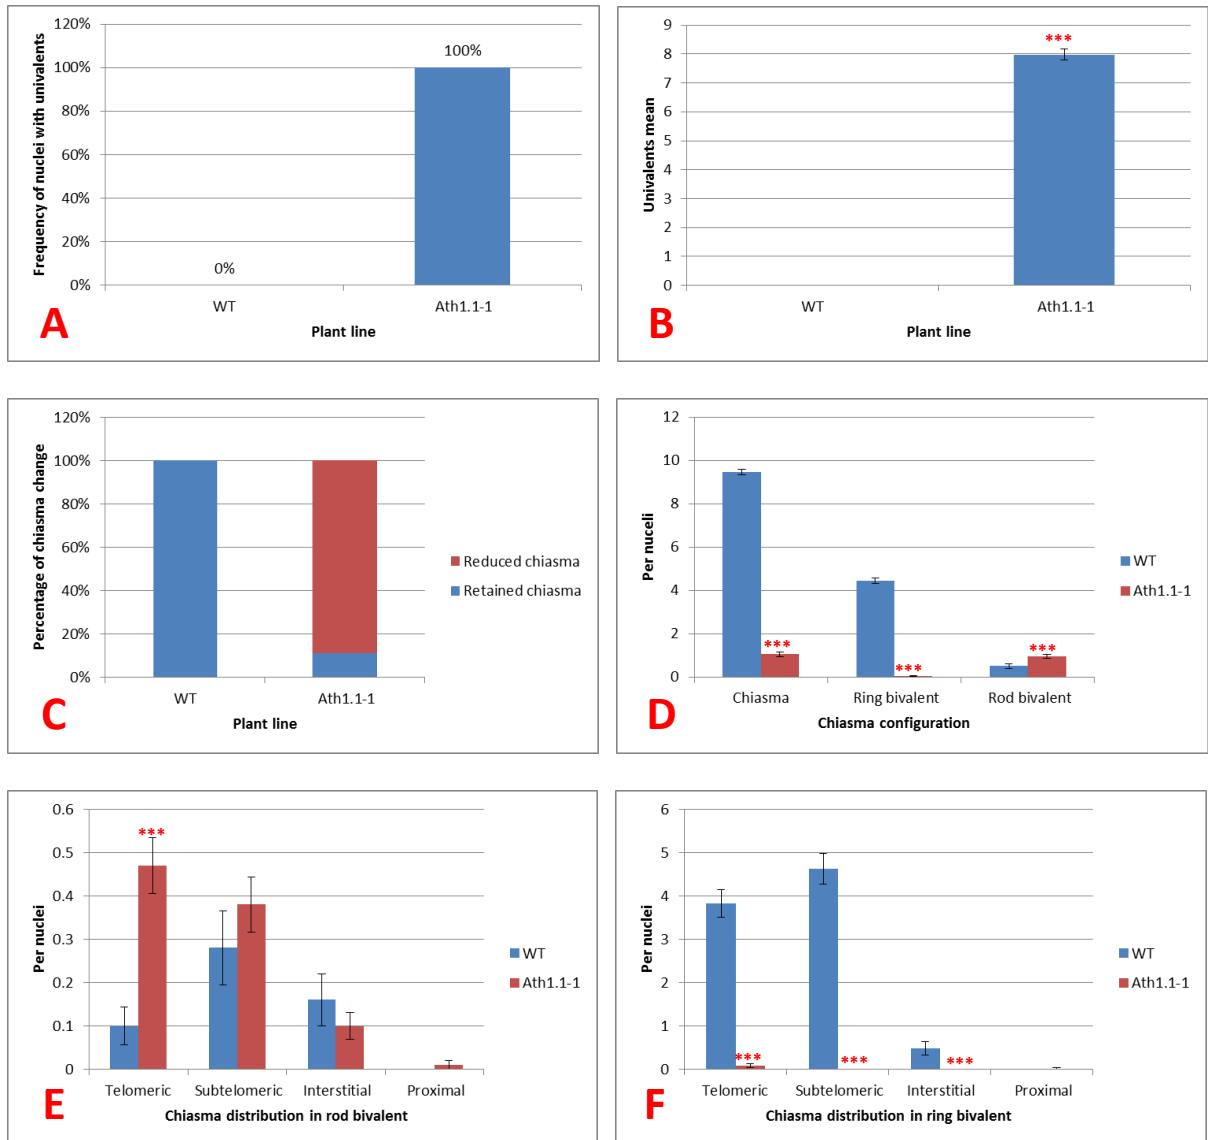 120%
100%
80%
60%
40%
20%
0%
Frequency of nuclei with univalents
0%
100%
WT
Ath1.1-1
Plant line
A
9
8
7
6
5
4
3
2
1
0
Univalents mean
***
WT
Ath1.1-1
Plant line
B
120%
100%
80%
60%
40%
20%
0%
Percentage of chiasma change
WT
Ath1.1-1
Plant line
Reduced chiasma
Retained chiasma
C
12
10
8
6
4
2
0
Per nuceli
***
***
***
Chiasma
Ring bivalent
Rod bivalent
Chiasma configuration
WT
Ath1.1-1
D
0.6
0.5
0.4
0.3
0.2
0.1
0
Per nuclei
***
Telomeric
Subtelomeric
Interstitial
Proximal
Chiasma distribution in rod bivalent
WT
Ath1.1-1
E
6
5
4
3
2
1
0
Per nuclei
***
***
***
Telomeric
Subtelomeric
Interstitial
Proximal
Chiasma distribution in ring bivalent
WT
Ath1.1-1
F